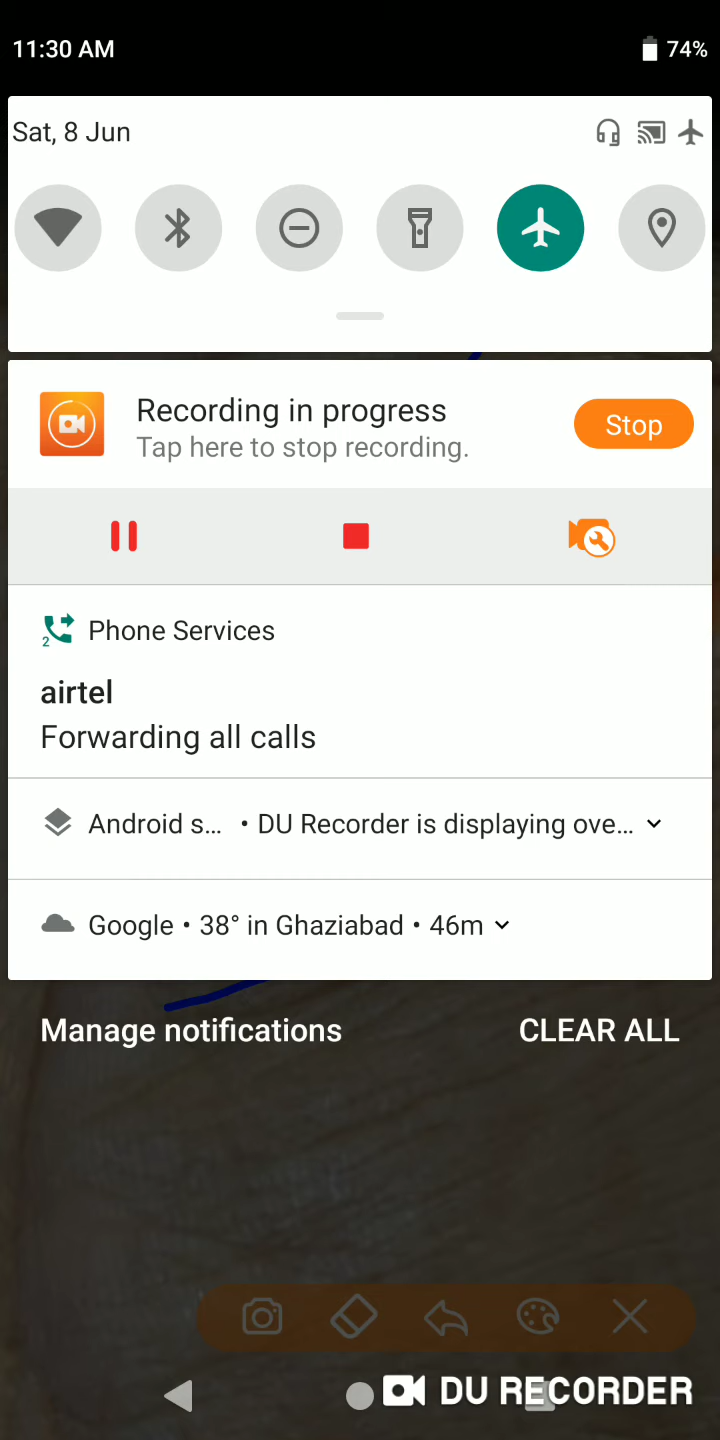 11:30 AM 74%
Sat, 8 Jun
Recording in progress
Tap here to stop recording.
Stop
2 Phone Services
airtel
Forwarding all calls
Android s... • DU Recorder is displaying ove...
Google • 38° in Ghaziabad • 46m
Manage notifications CLEAR ALL
DU RECORDER